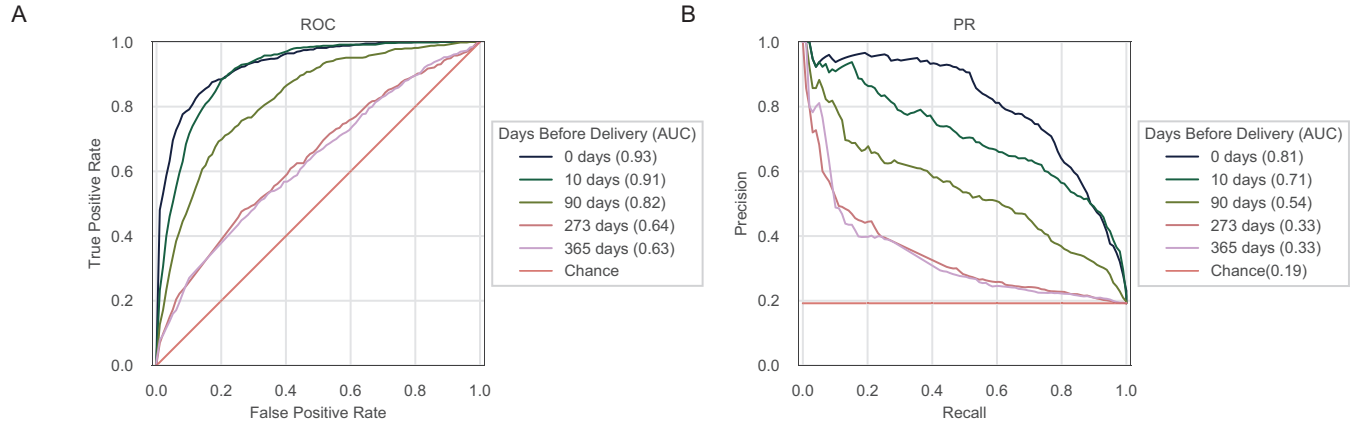 A
ROC
1.0
0.8
0.6
0.4
0.2
0.0
True Positive Rate
0.0 0.2 0.4 0.6 0.8 1.0
False Positive Rate
Days Before Delivery (AUC)
0 days (0.93)
10 days (0.91)
90 days (0.82)
273 days (0.64)
365 days (0.63)
Chance
B
PR
1.0
0.8
0.6
0.4
0.2
0.0
Precision
0.0 0.2 0.4 0.6 0.8 1.0
Recall
Days Before Delivery (AUC)
0 days (0.81)
10 days (0.71)
90 days (0.54)
273 days (0.33)
365 days (0.33)
Chance(0.19)